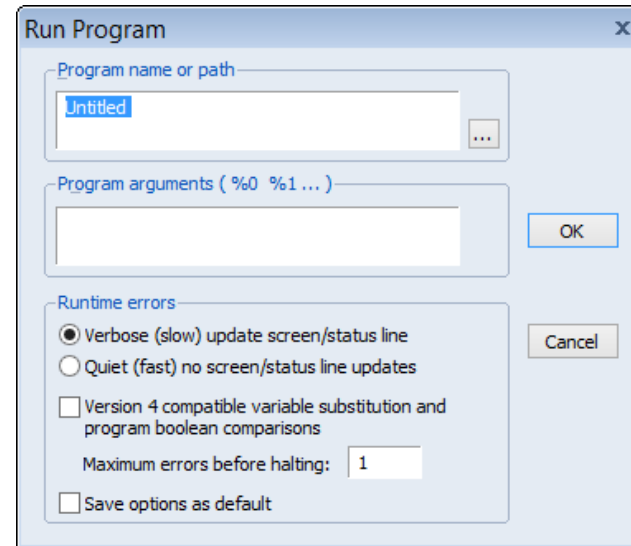 Run Program
x
Program name or path
Untitled
...
Program arguments ( %0 %1 ... )
OK
Runtime errors
Verbose (slow) update screen/status line
Cancel
Quiet (fast) no screen/status line updates
Version 4 compatible variable substitution and
program boolean comparisons
Maximum errors before halting: 1
Save options as default